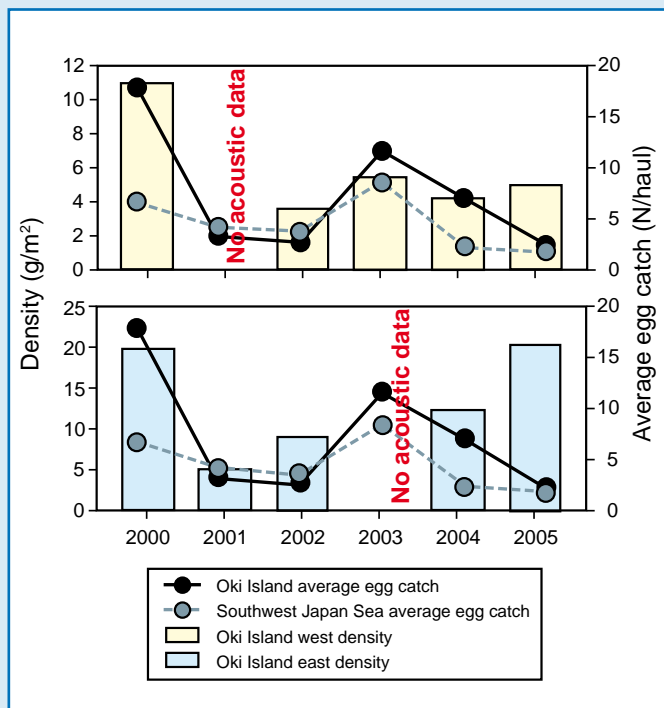 12
10
8
6
4
2
0
20
15
10
5
0
No acoustic data
25
20
15
10
5
0
20
15
10
5
0
No acoustic data
Density (g/m²)
Average egg catch (N/haul)
2000 2001 2002 2003 2004 2005
Oki Island average egg catch
Southwest Japan Sea average egg catch
Oki Island west density
Oki Island east density